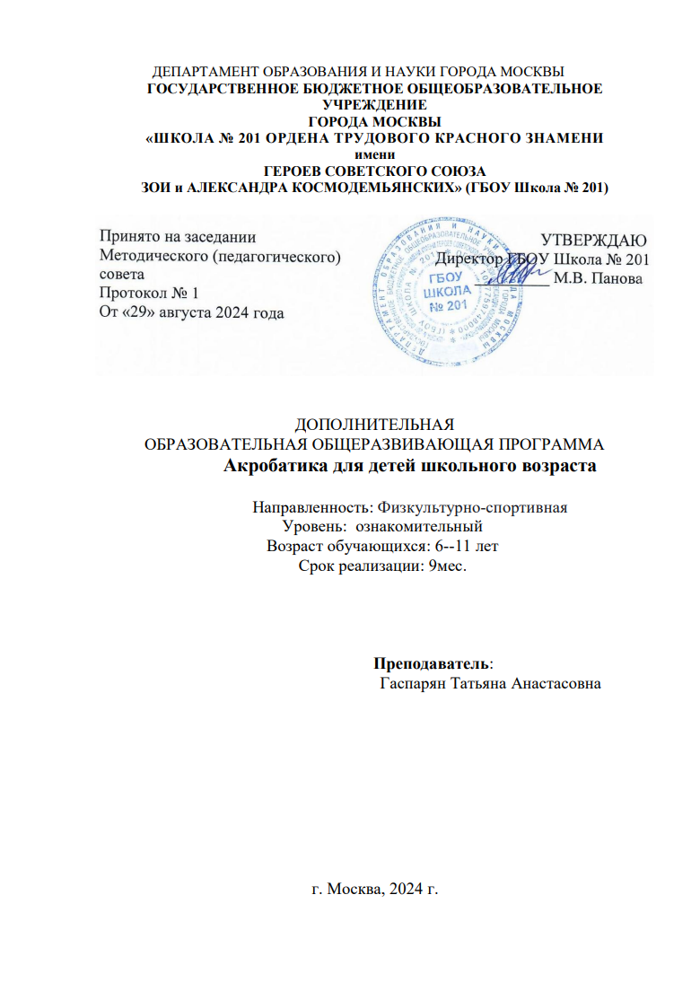 ДЕПАРТАМЕНТ ОБРАЗОВАНИЯ И НАУКИ ГОРОДА МОСКВЫ
ГОСУДАРСТВЕННОЕ БЮДЖЕТНОЕ ОБЩЕОБРАЗОВАТЕЛЬНОЕ
УЧРЕЖДЕНИЕ
ГОРОДА МОСКВЫ
«ШКОЛА № 201 ОРДЕНА ТРУДОВОГО КРАСНОГО ЗНАМЕНИ
имени
ГЕРОЕВ СОВЕТСКОГО СОЮЗА
ЗОИ и АЛЕКСАНДРА КОСМОДЕМЬЯНСКИХ» (ГБОУ Школа № 201)
Принято на заседании
Методического (педагогического)
совета
Протокол № 1
От «29» августа 2024 года
УТВЕРЖДАЮ
Директор ГБОУ Школа № 201
М.В. Панова
ГБОУ
ШКОЛА
№ 201
ДОПОЛНИТЕЛЬНАЯ
ОБРАЗОВАТЕЛЬНАЯ ОБЩЕРАЗВИВАЮЩАЯ ПРОГРАММА
Акробатика для детей школьного возраста
Направленность: Физкультурно-спортивная
Уровень: ознакомительный
Возраст обучающихся: 6--11 лет
Срок реализации: 9мес.
Преподаватель:
Гаспарян Татьяна Анастасовна
г. Москва, 2024 г.